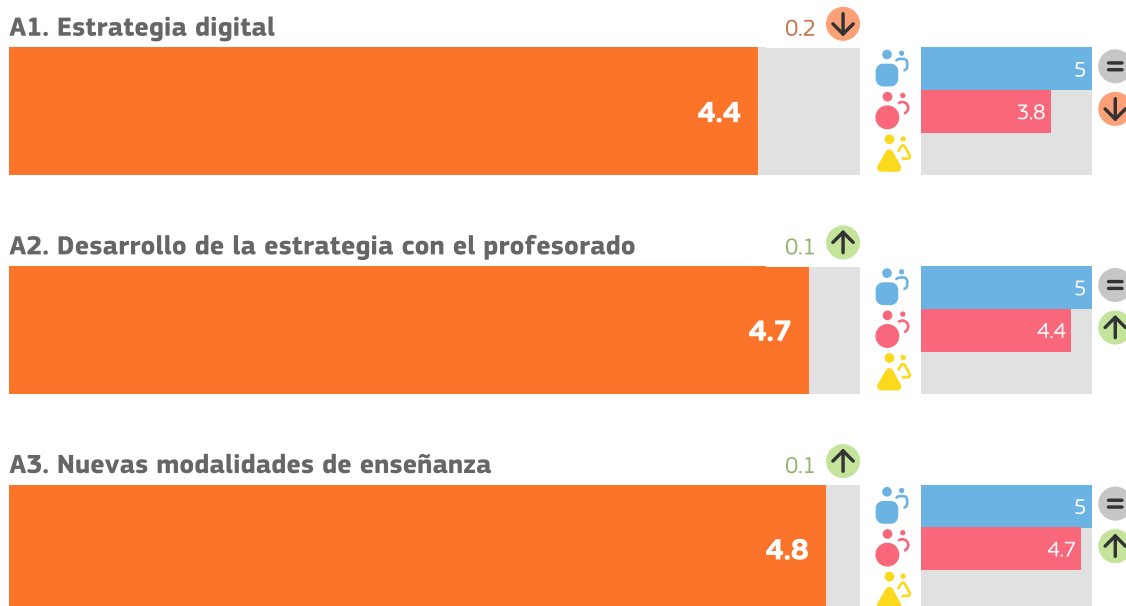 A1. Estrategia digital 0.2
5
4.4 3.8
A2. Desarrollo de la estrategia con el profesorado 0.1
5
4.7 4.4
A3. Nuevas modalidades de enseñanza 0.1
5
4.8 4.7